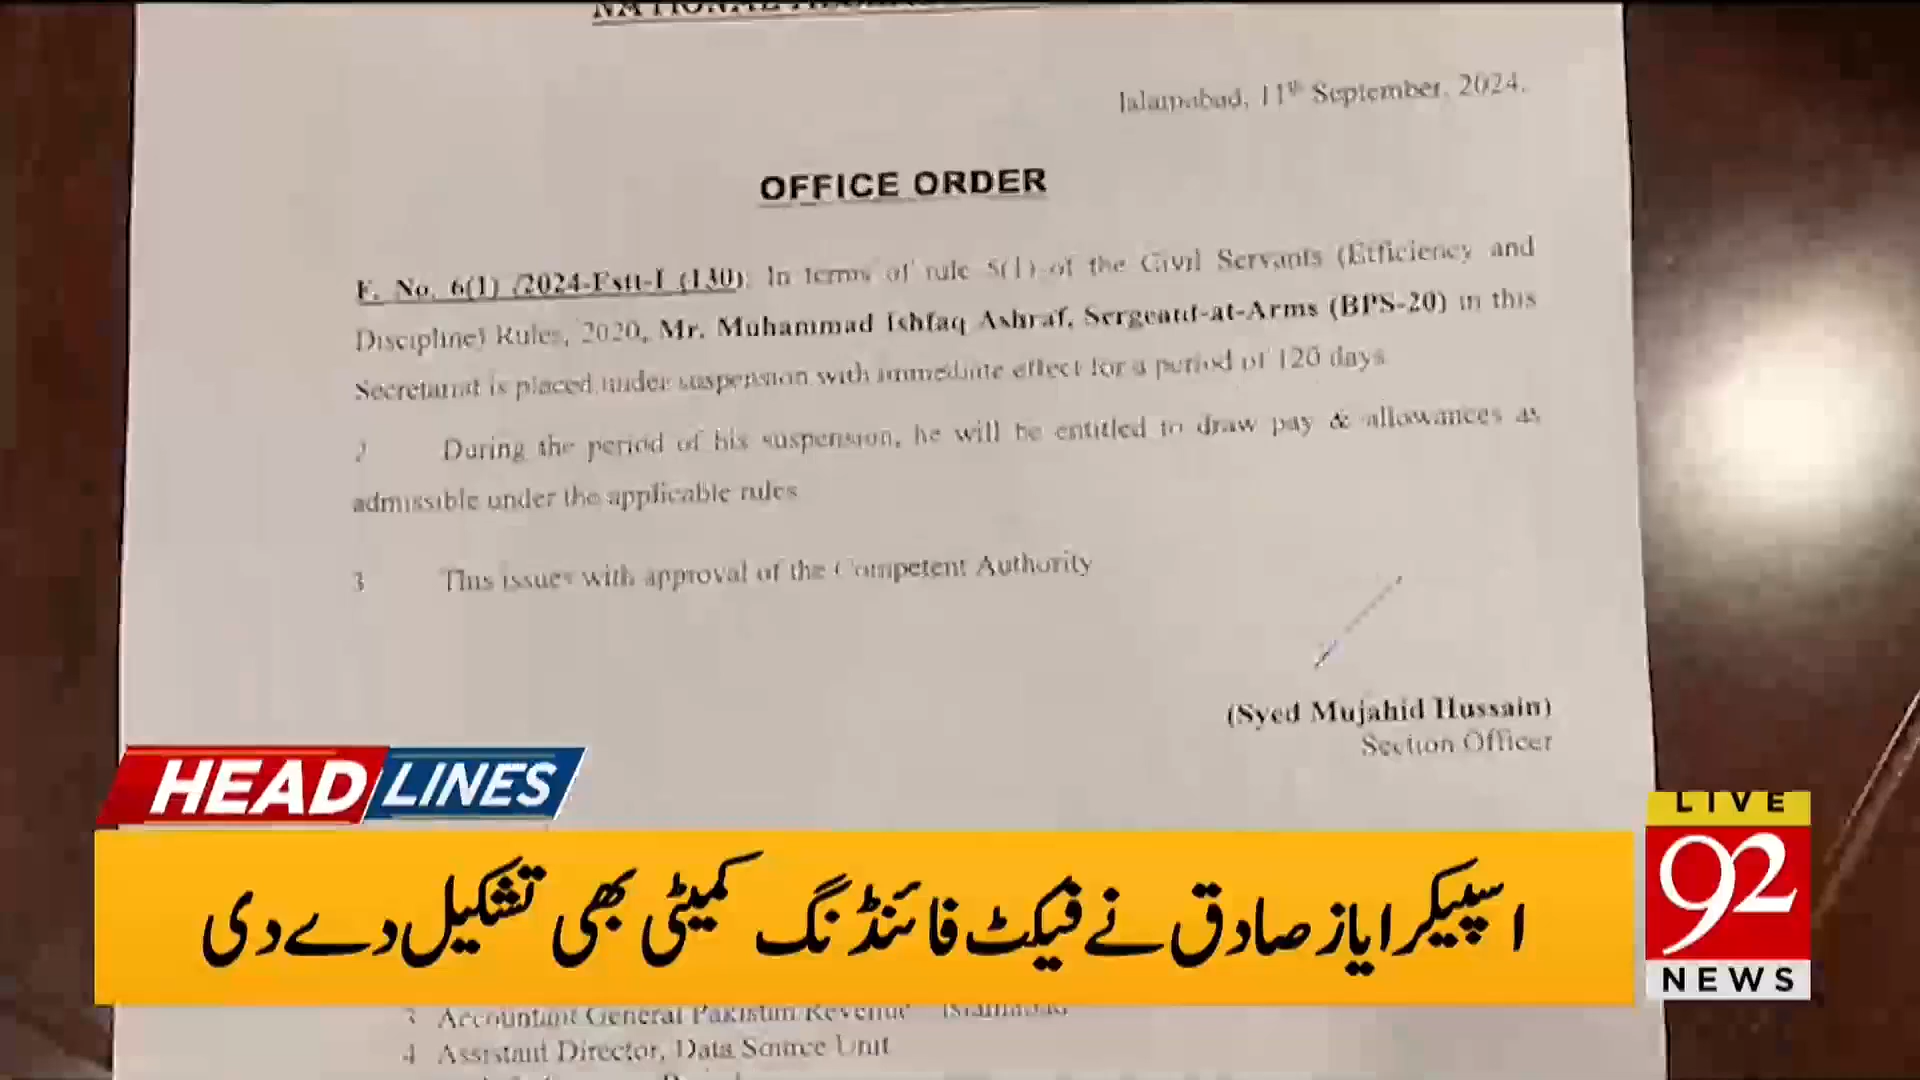 NATIONAL
Islamabad, 11th September, 2024.
OFFICE ORDER
F. No. 6(1) /2024-Estt-I (130): In terms of rule 5(1) of the Civil Servants (Efficiency and
Discipline) Rules, 2020, Mr. Muhammad Ishfaq Ashraf, Sergeant-at-Arms (BPS-20) in this
Secretariat is placed under suspension with immediate effect for a period of 120 days
2 During the period of his suspension, he will be entitled to draw pay & allowances as
admissible under the applicable rules
3 This issues with approval of the Competent Authority
(Syed Mujahid Hussain)
Section Officer
HEADLINES
LIVE
92
NEWS
اسپیکر ایاز صادق نے فیکٹ فائنڈنگ کمیٹی بھی تشکیل دے دی
3 Accountant General Pakistan Revenue Islamabad
4 Assistant Director, Data Source Unit